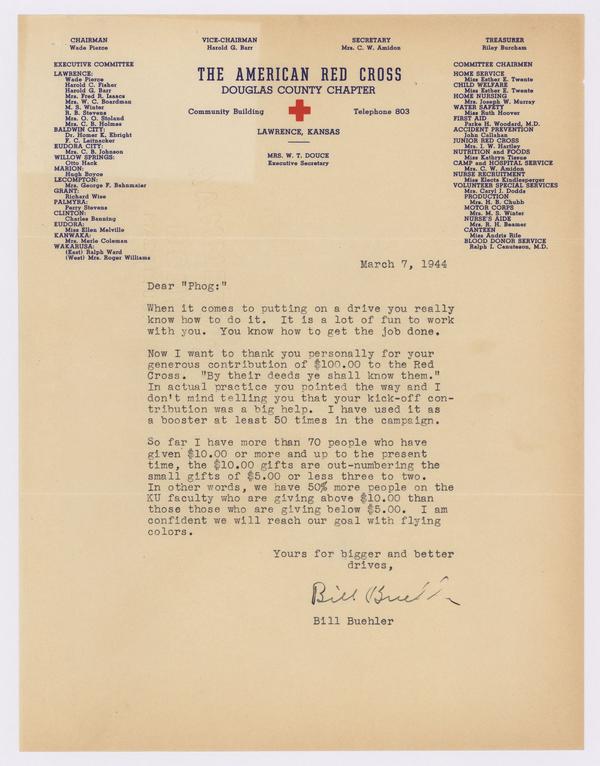 CHAIRMAN
Wade Pierce
VICE-CHAIRMAN
Harold G. Barr
SECRETARY
Mrs. C. W. Amidon
TREASURER
Riley Burcham
EXECUTIVE COMMITTEE
LAWRENCE:
Wade Pierce
Harold C. Fisher
Harold G. Barr
Mrs. Fred R. Isaacs
Mrs. W. C. Boardman
M. S. Winter
R. B. Stevens
Mrs. O. O. Stoland
Mrs. C. B. Holmes
BALDWIN CITY:
Dr. Homer K. Ebright
F. C. Leitnacker
EUDORA CITY:
Mrs. C. B. Johnson
WILLOW SPRINGS:
Otto Hack
MARION:
Hugh Boyce
LECOMPTON:
Mrs. George F. Bahnmaier
GRANT:
Richard Wise
PALMYRA:
Perry Stevens
CLINTON:
Charles Banning
EUDORA:
Miss Ellen Melville
KANWAKA:
Mrs. Merle Coleman
WAKARUSA:
(East) Ralph Ward
(West) Mrs. Roger Williams
THE AMERICAN RED CROSS
DOUGLAS COUNTY CHAPTER
Community Building
Telephone 803
LAWRENCE, KANSAS
MRS. W. T. DOUCE
Executive Secretary
COMMITTEE CHAIRMEN
HOME SERVICE
Miss Esther E. Twente
CHILD WELFARE
Miss Esther E. Twente
HOME NURSING
Mrs. Joseph W. Murray
WATER SAFETY
Miss Ruth Hoover
FIRST AID
Parke H. Woodard, M.D.
ACCIDENT PREVENTION
John Callahan
JUNIOR RED CROSS
Mrs. I. W. Hartley
NUTRITION and FOODS
Miss Kathryn Tissue
CAMP and HOSPITAL SERVICE
Mrs. C. W. Amidon
NURSE RECRUITMENT
Miss Electa Kindlesperger
VOLUNTEER SPECIAL SERVICES
Mrs. Caryl I. Dodds
PRODUCTION
Mrs. H. B. Chubb
MOTOR CORPS
Mrs. M. S. Winter
NURSE'S AIDE
Mrs. R. H. Beamer
CANTEEN
Miss Andris Rife
BLOOD DONOR SERVICE
Ralph I. Canuteson, M.D.
March 7, 1944
Dear "Phog:"
When it comes to putting on a drive you really
know how to do it. It is a lot of fun to work
with you. You know how to get the job done.
Now I want to thank you personally for your
generous contribution of $100.00 to the Red
Cross. "By their deeds ye shall know them."
In actual practice you pointed the way and I
don't mind telling you that your kick-off con-
tribution was a big help. I have used it as
a booster at least 50 times in the campaign.
So far I have more than 70 people who have
given $10.00 or more and up to the present
time, the $10.00 gifts are out-numbering the
small gifts of $5.00 or less three to two.
In other words, we have 50% more people on the
KU faculty who are giving above $10.00 than
those those who are giving below $5.00. I am
confident we will reach our goal with flying
colors.
Yours for bigger and better
drives,
Bill Buehler
Bill Buehler